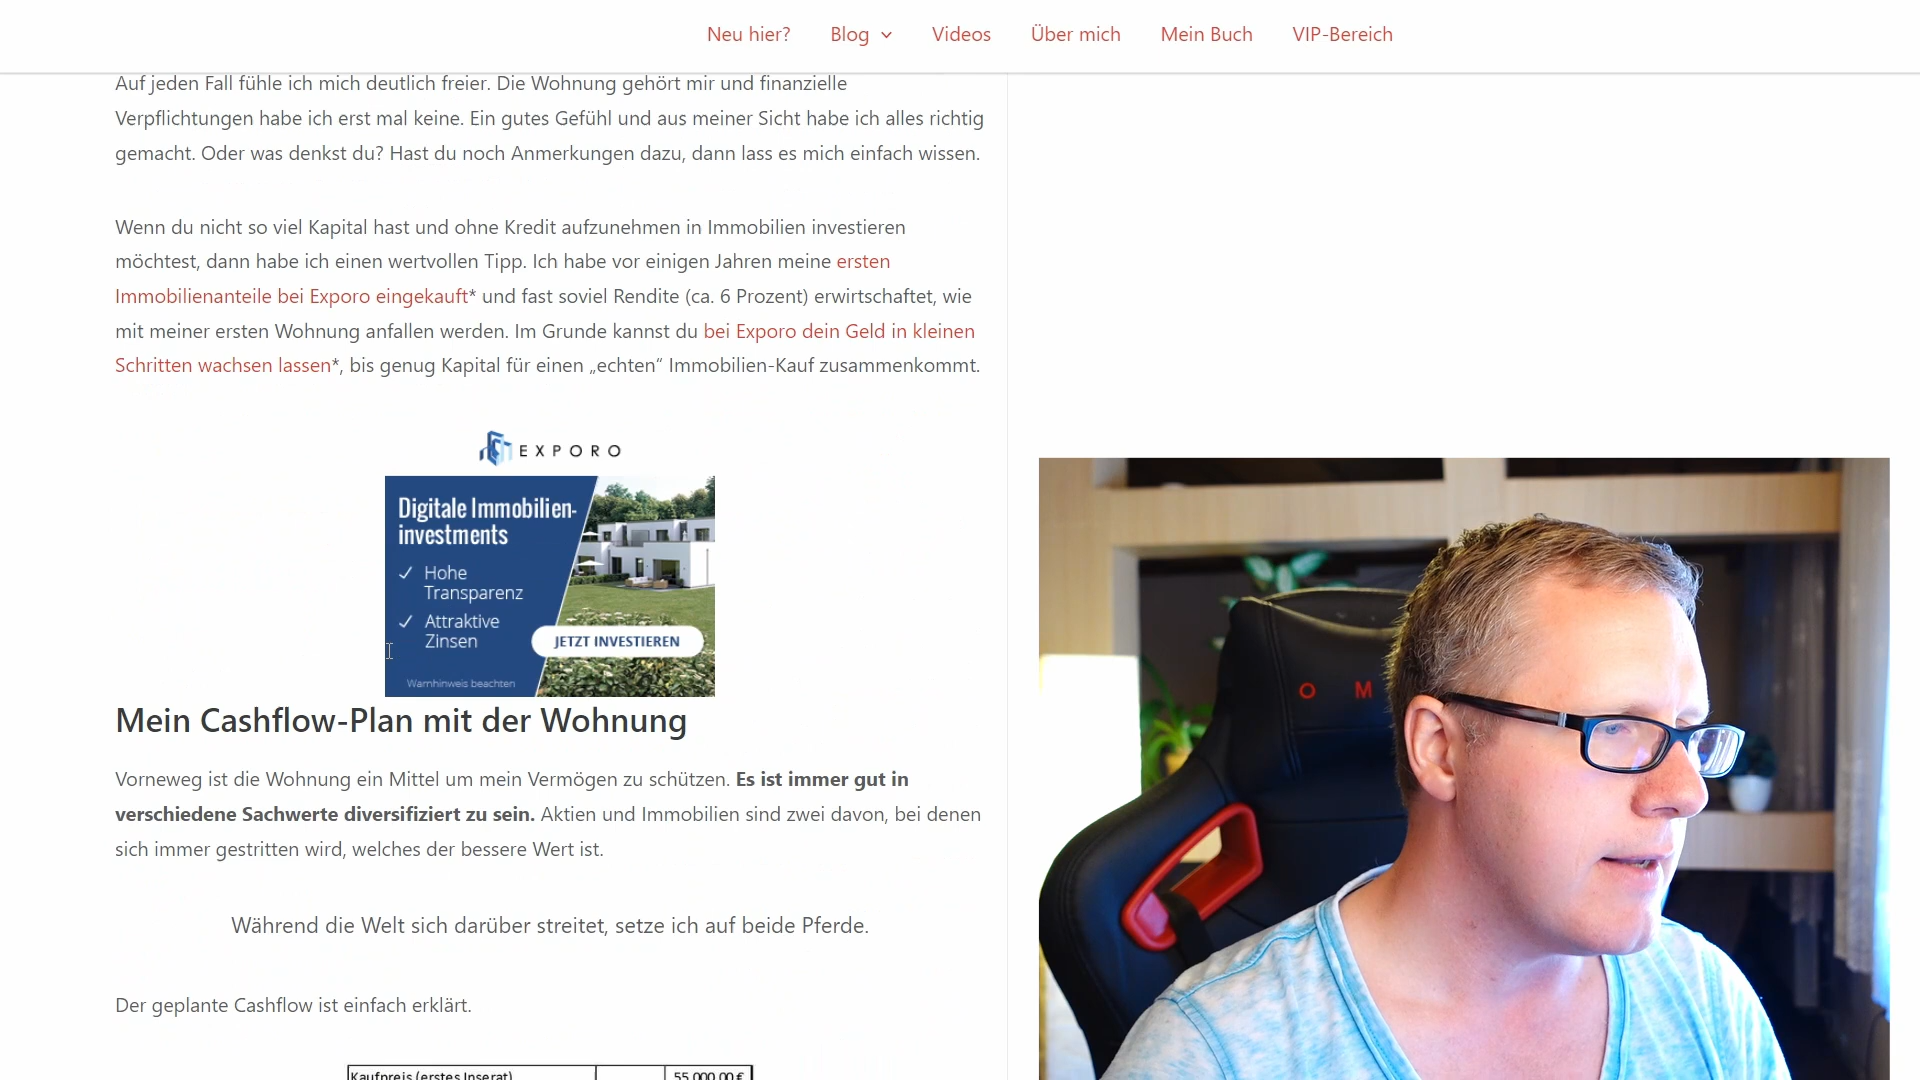 Neu hier?
Blog
Videos
Über mich
Mein Buch
VIP-Bereich
Auf jeden Fall fühle ich mich deutlich freier. Die Wohnung gehört mir und finanzielle
Verpflichtungen habe ich erst mal keine. Ein gutes Gefühl und aus meiner Sicht habe ich alles richtig
gemacht. Oder was denkst du? Hast du noch Anmerkungen dazu, dann lass es mich einfach wissen.
Wenn du nicht so viel Kapital hast und ohne Kredit aufzunehmen in Immobilien investieren
möchtest, dann habe ich einen wertvollen Tipp. Ich habe vor einigen Jahren meine ersten
Immobilienanteile bei Exporo eingekauft* und fast soviel Rendite (ca. 6 Prozent) erwirtschaftet, wie
mit meiner ersten Wohnung anfallen werden. Im Grunde kannst du bei Exporo dein Geld in kleinen
Schritten wachsen lassen*, bis genug Kapital für einen „echten“ Immobilien-Kauf zusammenkommt.
EXPORO
Digitale Immobilien-
investments
Hohe
Transparenz
Attraktive
Zinsen
JETZT INVESTIEREN
Warnhinweis beachten
Mein Cashflow-Plan mit der Wohnung
Vorneweg ist die Wohnung ein Mittel um mein Vermögen zu schützen. Es ist immer gut in
verschiedene Sachwerte diversifiziert zu sein. Aktien und Immobilien sind zwei davon, bei denen
sich immer gestritten wird, welches der bessere Wert ist.
Während die Welt sich darüber streitet, setze ich auf beide Pferde.
Der geplante Cashflow ist einfach erklärt.
Kaufpreis (erstes Inserat) 55.000,00 €
O M